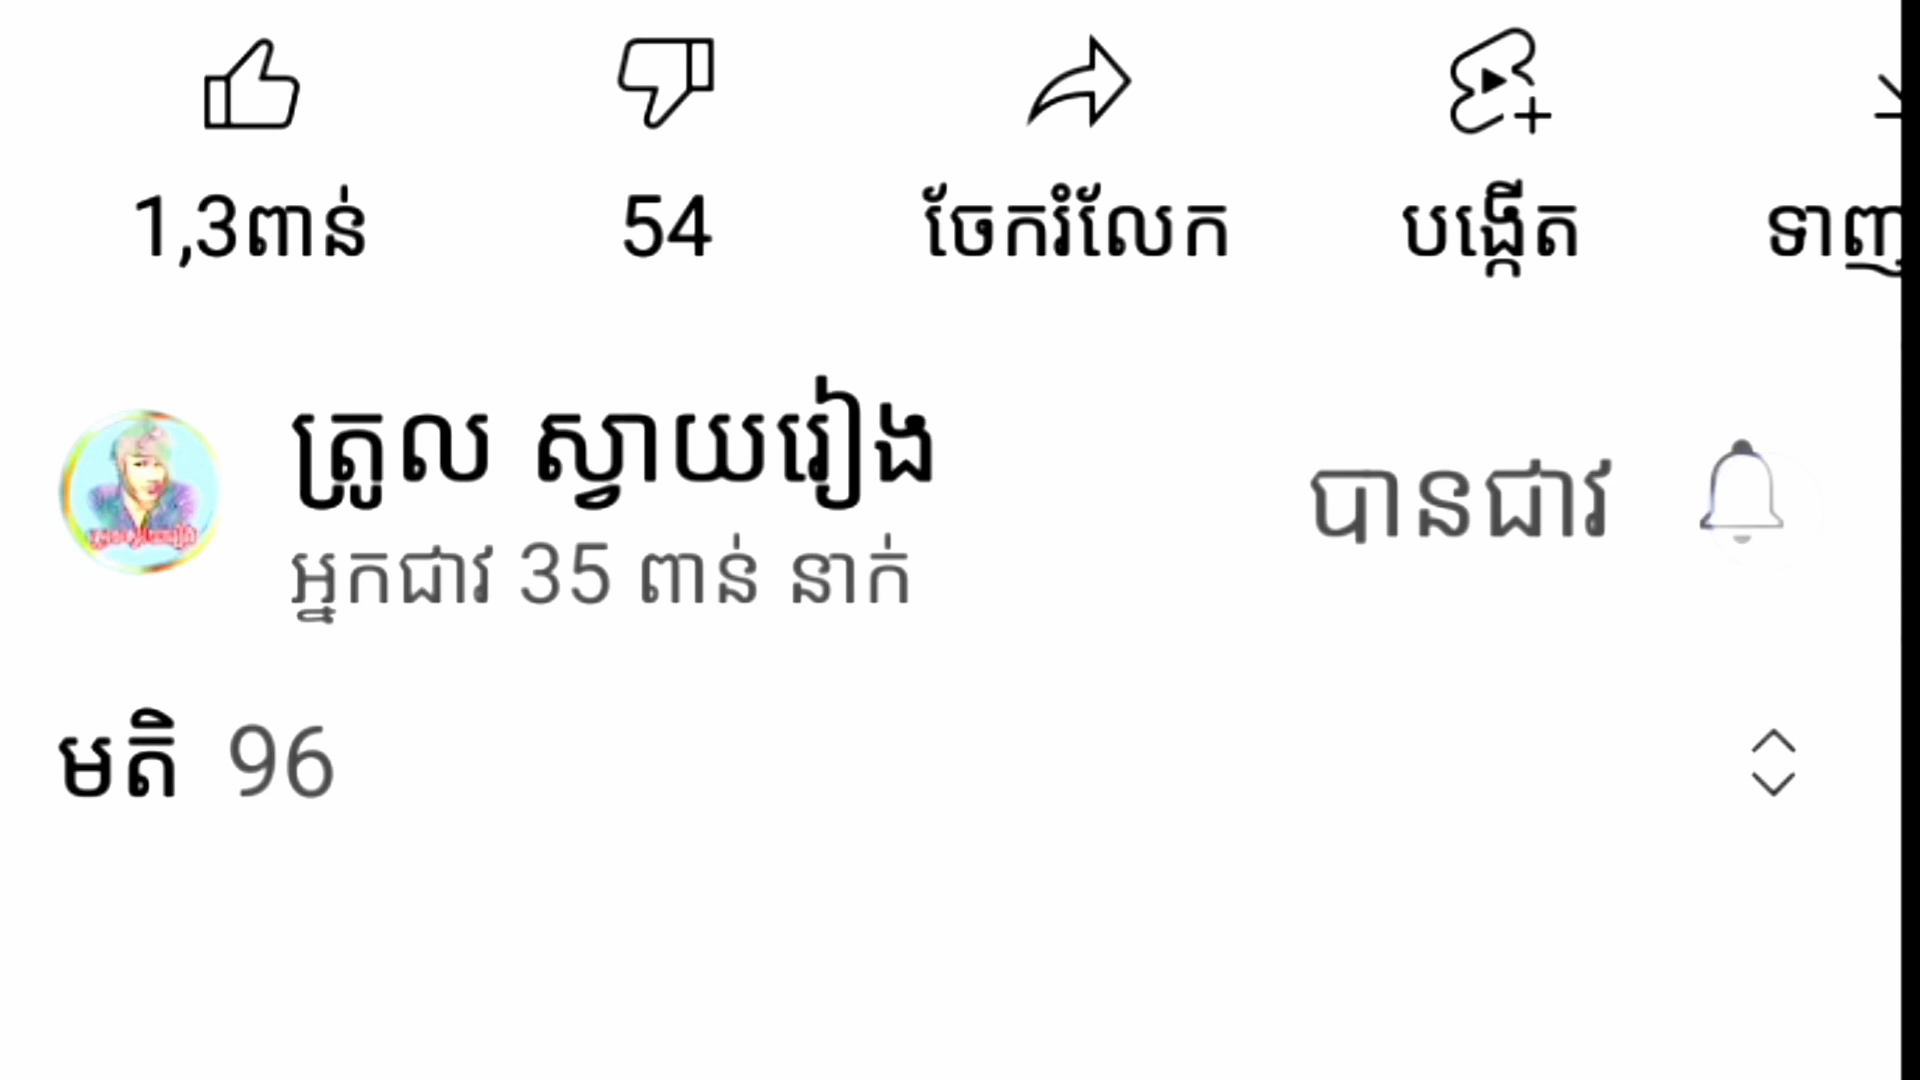 1,3ពាន់ 54 ចែករំលែក បង្កើត ទាញ
ត្រូល ស្វាយរៀង
អ្នកជាវ 35 ពាន់ នាក់
បានជាវ
មតិ 96